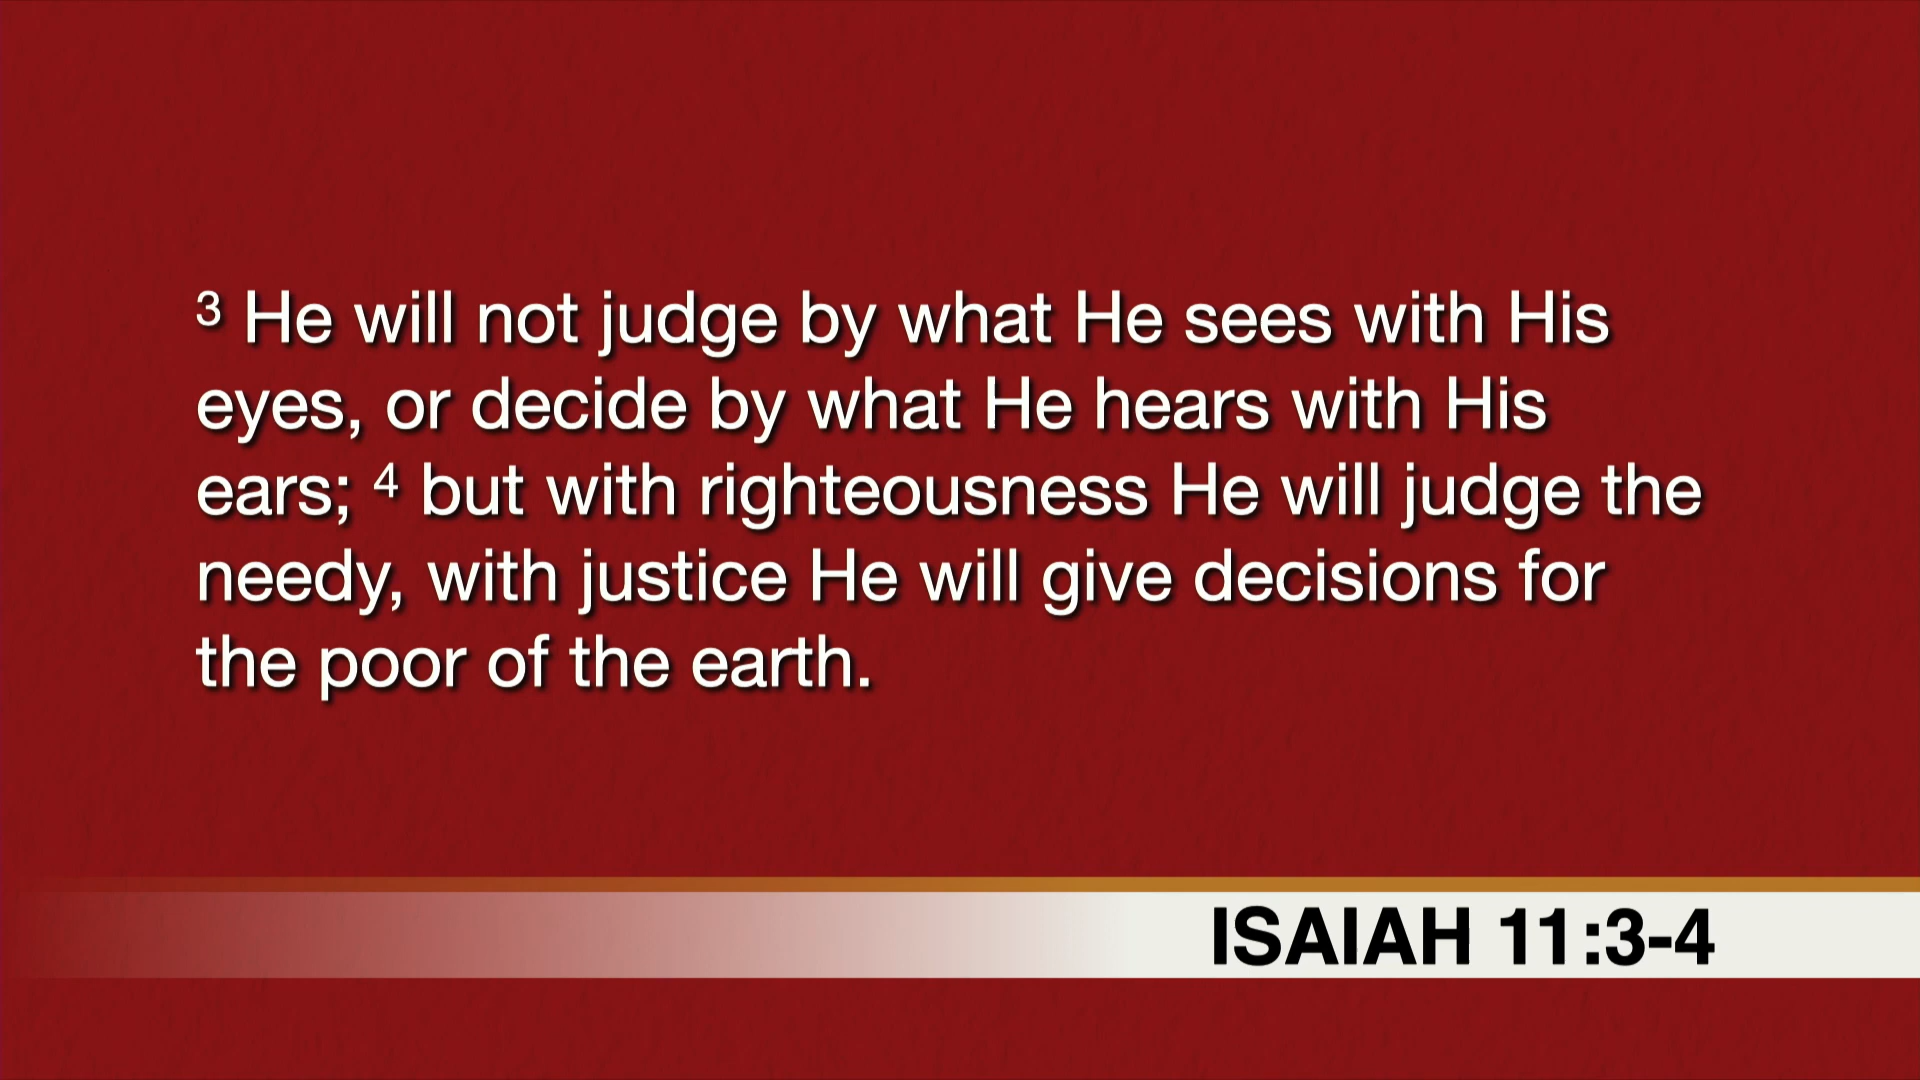 ³ He will not judge by what He sees with His
eyes, or decide by what He hears with His
ears; ⁴ but with righteousness He will judge the
needy, with justice He will give decisions for
the poor of the earth.
ISAIAH 11:3-4